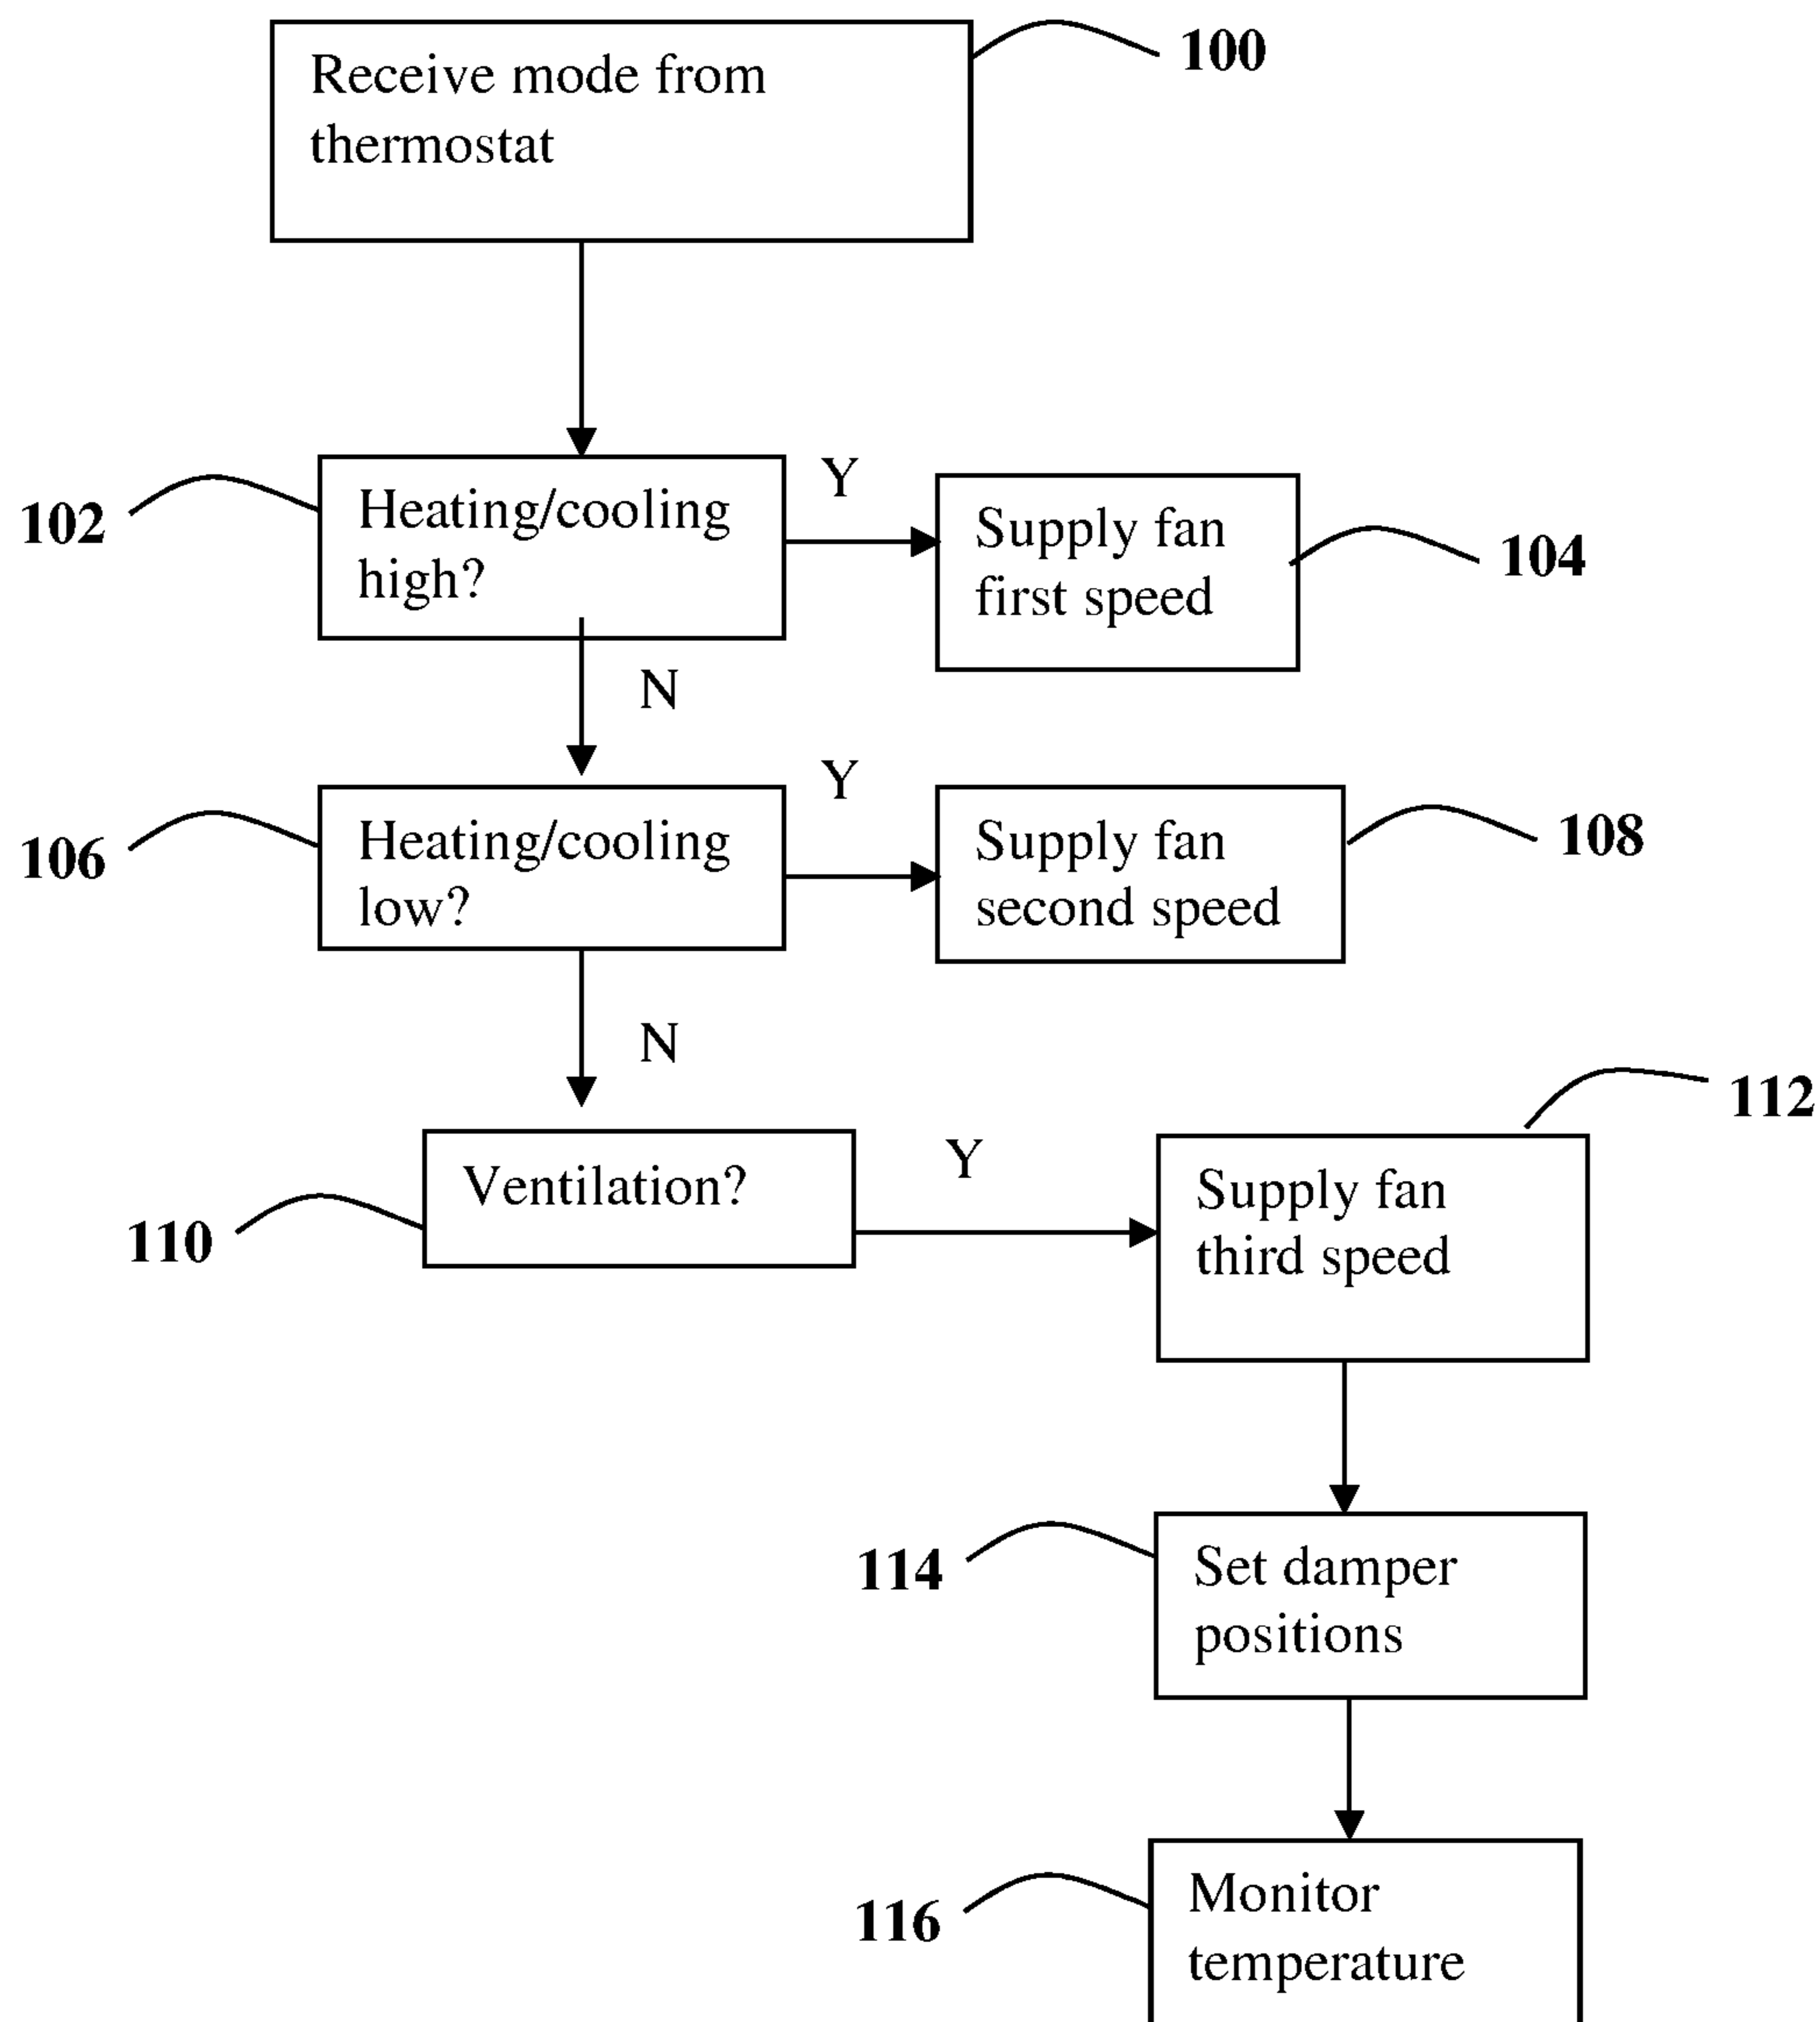 Receive mode from
thermostat
100
102
Heating/cooling
high?
Y
Supply fan
first speed
104
N
106
Heating/cooling
low?
Y
Supply fan
second speed
108
N
110
Ventilation?
Y
Supply fan
third speed
112
114
Set damper
positions
116
Monitor
temperature